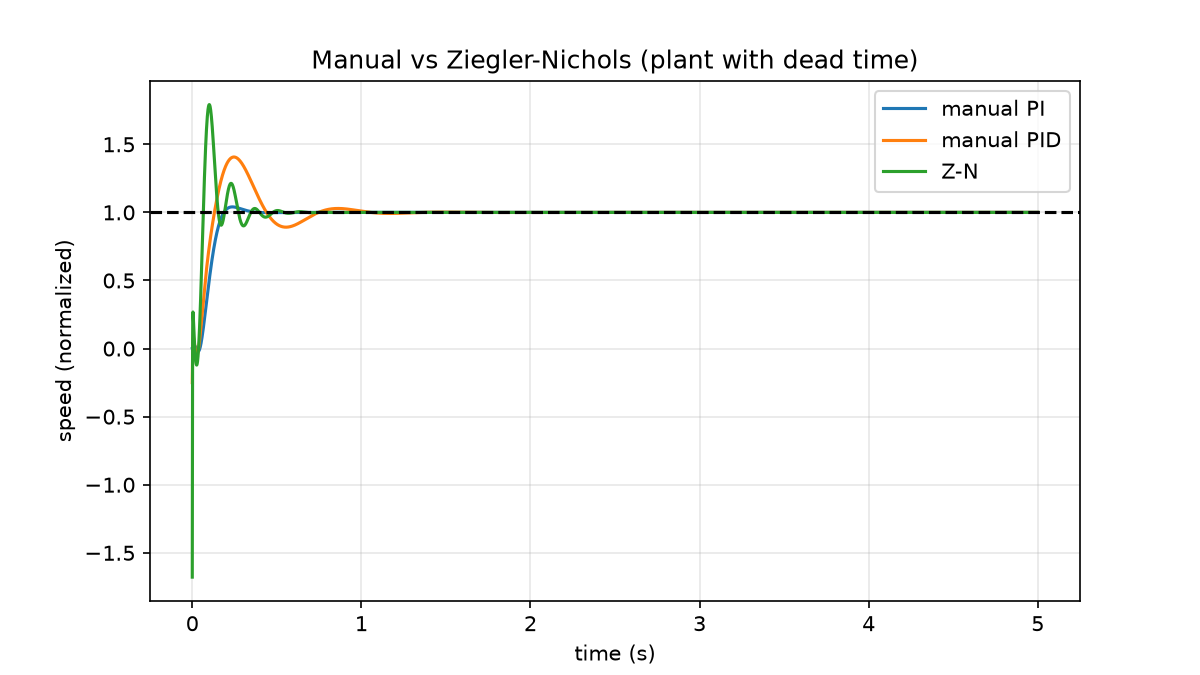 Manual vs Ziegler-Nichols (plant with dead time)
manual PI
manual PID
Z-N
speed (normalized)
1.5
1.0
0.5
0.0
−0.5
−1.0
−1.5
0 1 2 3 4 5
time (s)